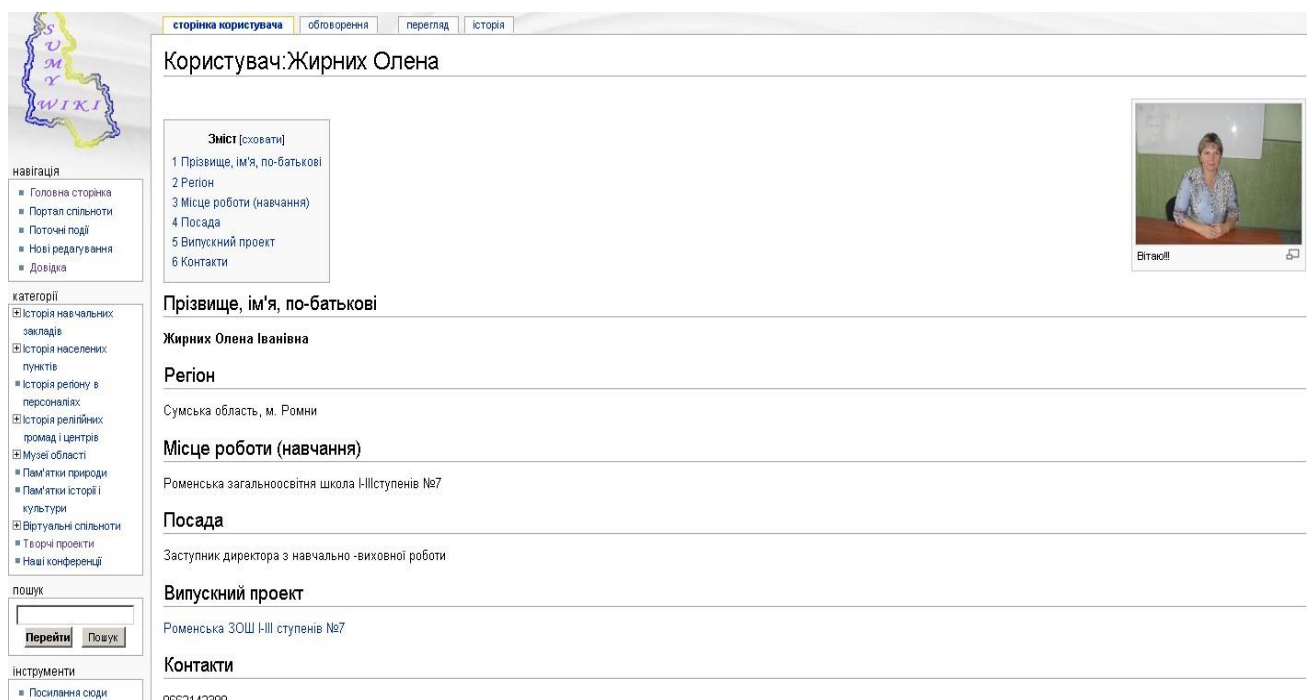 SUMY
WIKI
сторінка користувача
обговорення
перегляд
історія
Користувач:Жирних Олена
Зміст [сховати]
1 Прізвище, ім'я, по-батькові
2 Регіон
3 Місце роботи (навчання)
4 Посада
5 Випускний проект
6 Контакти
Вітаю!!!
навігація
Головна сторінка
Портал спільноти
Поточні події
Нові редагування
Довідка
категорії
Історія навчальних
закладів
Історія населених
пунктів
Історія регіону в
персоналіях
Історія релігійних
громад і центрів
Музеї області
Пам'ятки природи
Пам'ятки історії і
культури
Віртуальні спільноти
Творчі проекти
Наші конференції
пошук
Перейти Пошук
інструменти
Посилання сюди
Прізвище, ім'я, по-батькові
Жирних Олена Іванівна
Регіон
Сумська область, м. Ромни
Місце роботи (навчання)
Роменська загальноосвітня школа І-ІІІступенів №7
Посада
Заступник директора з навчально -виховної роботи
Випускний проект
Роменська ЗОШ І-ІІІ ступенів №7
Контакти